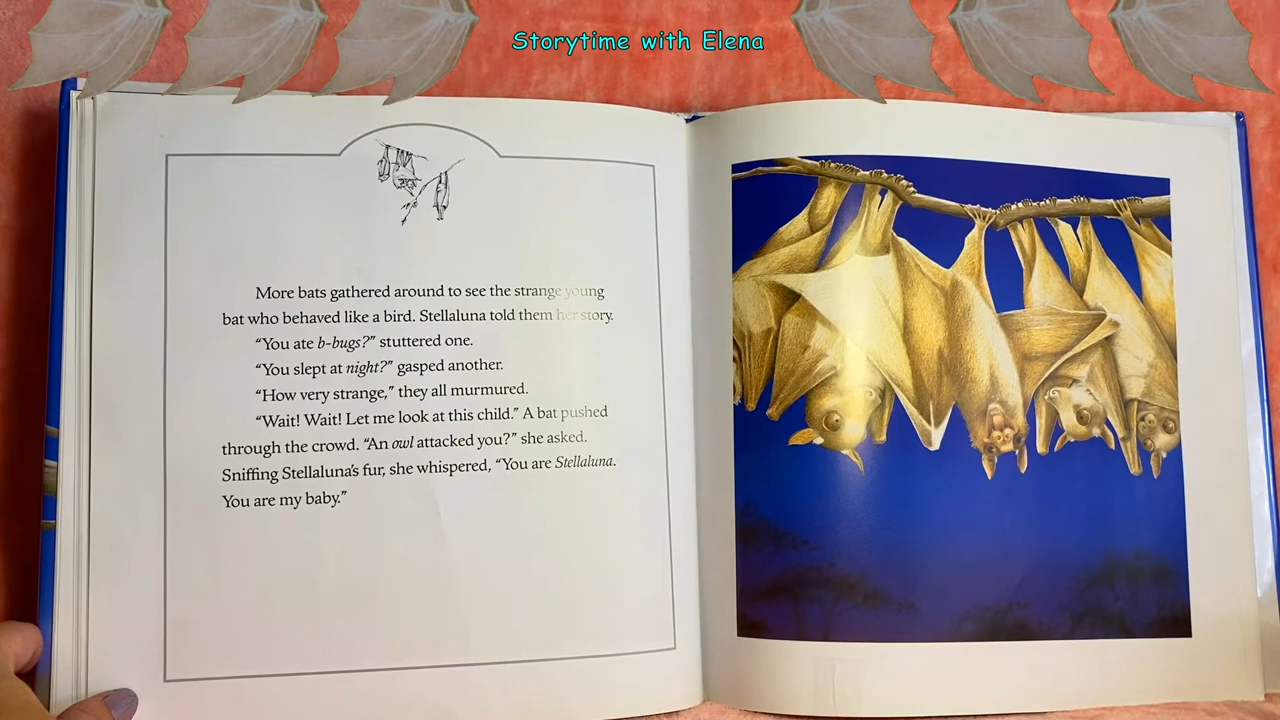 Storytime with Elena
More bats gathered around to see the strange young
bat who behaved like a bird. Stellaluna told them her story.
“You ate b-bugs?” stuttered one.
“You slept at night?” gasped another.
“How very strange,” they all murmured.
“Wait! Wait! Let me look at this child.” A bat pushed
through the crowd. “An owl attacked you?” she asked.
Sniffing Stellaluna’s fur, she whispered, “You are Stellaluna.
You are my baby.”